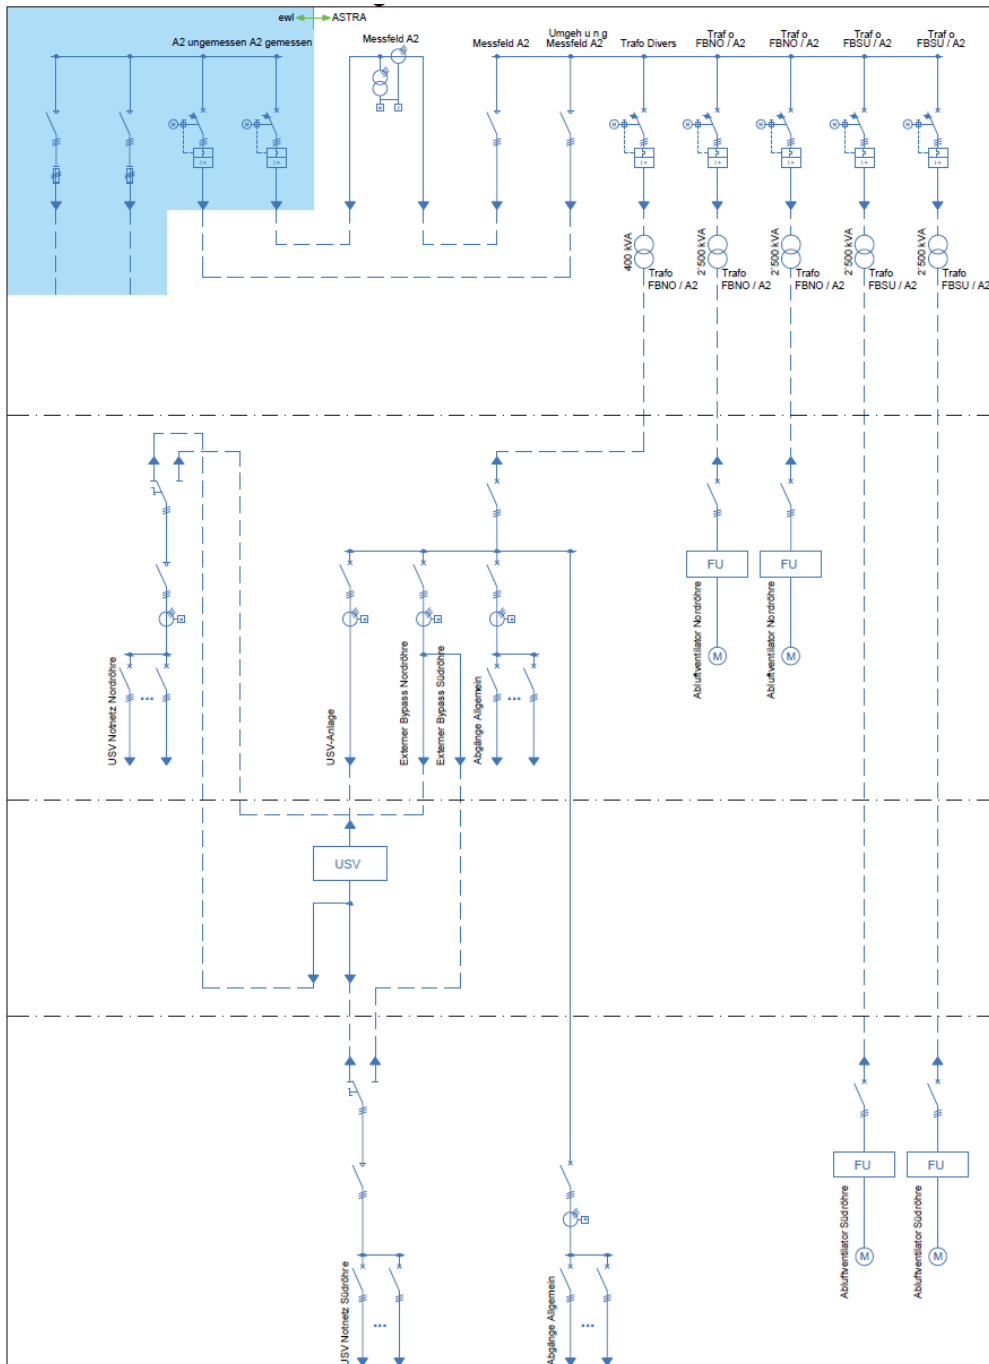 ewl ASTRA
A2 ungemessen A2 gemessen
Messfeld A2
Messfeld A2
Umgeh u n g
Messfeld A2
Trafo Divers
Traf o
FBNO / A2
Traf o
FBNO / A2
Traf o
FBSU / A2
Traf o
FBSU / A2
M
M
M
M
M
M
M
I >
I >
I >
I >
I >
I >
I >
400 kVA
Trafo
FBNO / A2
2'500 kVA
Trafo
FBNO / A2
2'500 kVA
Trafo
FBNO / A2
2'500 kVA
Trafo
FBSU / A2
2'500 kVA
Trafo
FBSU / A2
FU
FU
Abluftventilator Nordröhre
M
Abluftventilator Nordröhre
M
USV Notnetz Nordröhre
...
USV-Anlage
Externer Bypass Nordröhre
Externer Bypass Südröhre
Abgänge Allgemein
...
USV
FU
FU
Abluftventilator Südröhre
M
Abluftventilator Südröhre
M
USV Notnetz Südröhre
...
Abgänge Allgemein
...